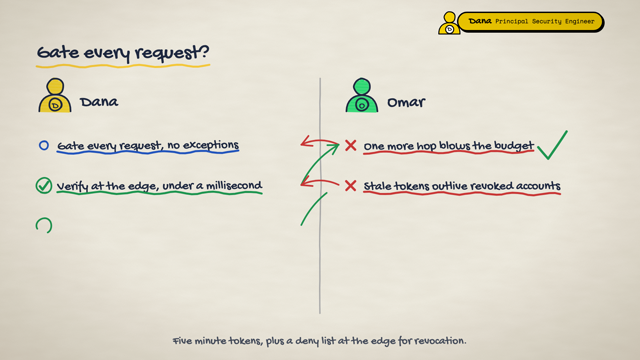 Dana Principal Security Engineer
D
Gate every request?
D
Dana
O
Omar
Gate every request, no exceptions
One more hop blows the budget
Verify at the edge, under a millisecond
Stale tokens outlive revoked accounts
Five minute tokens, plus a deny list at the edge for revocation.